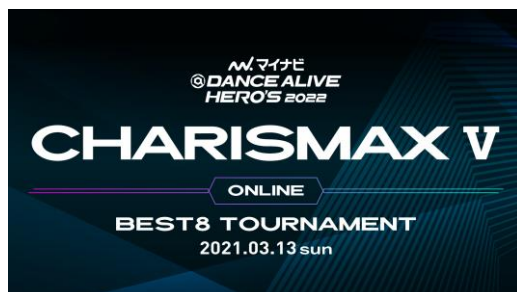 マイナビ
@DANCE ALIVE
HERO'S 2022
CHARISMAX V
ONLINE
BEST8 TOURNAMENT
2021.03.13 sun